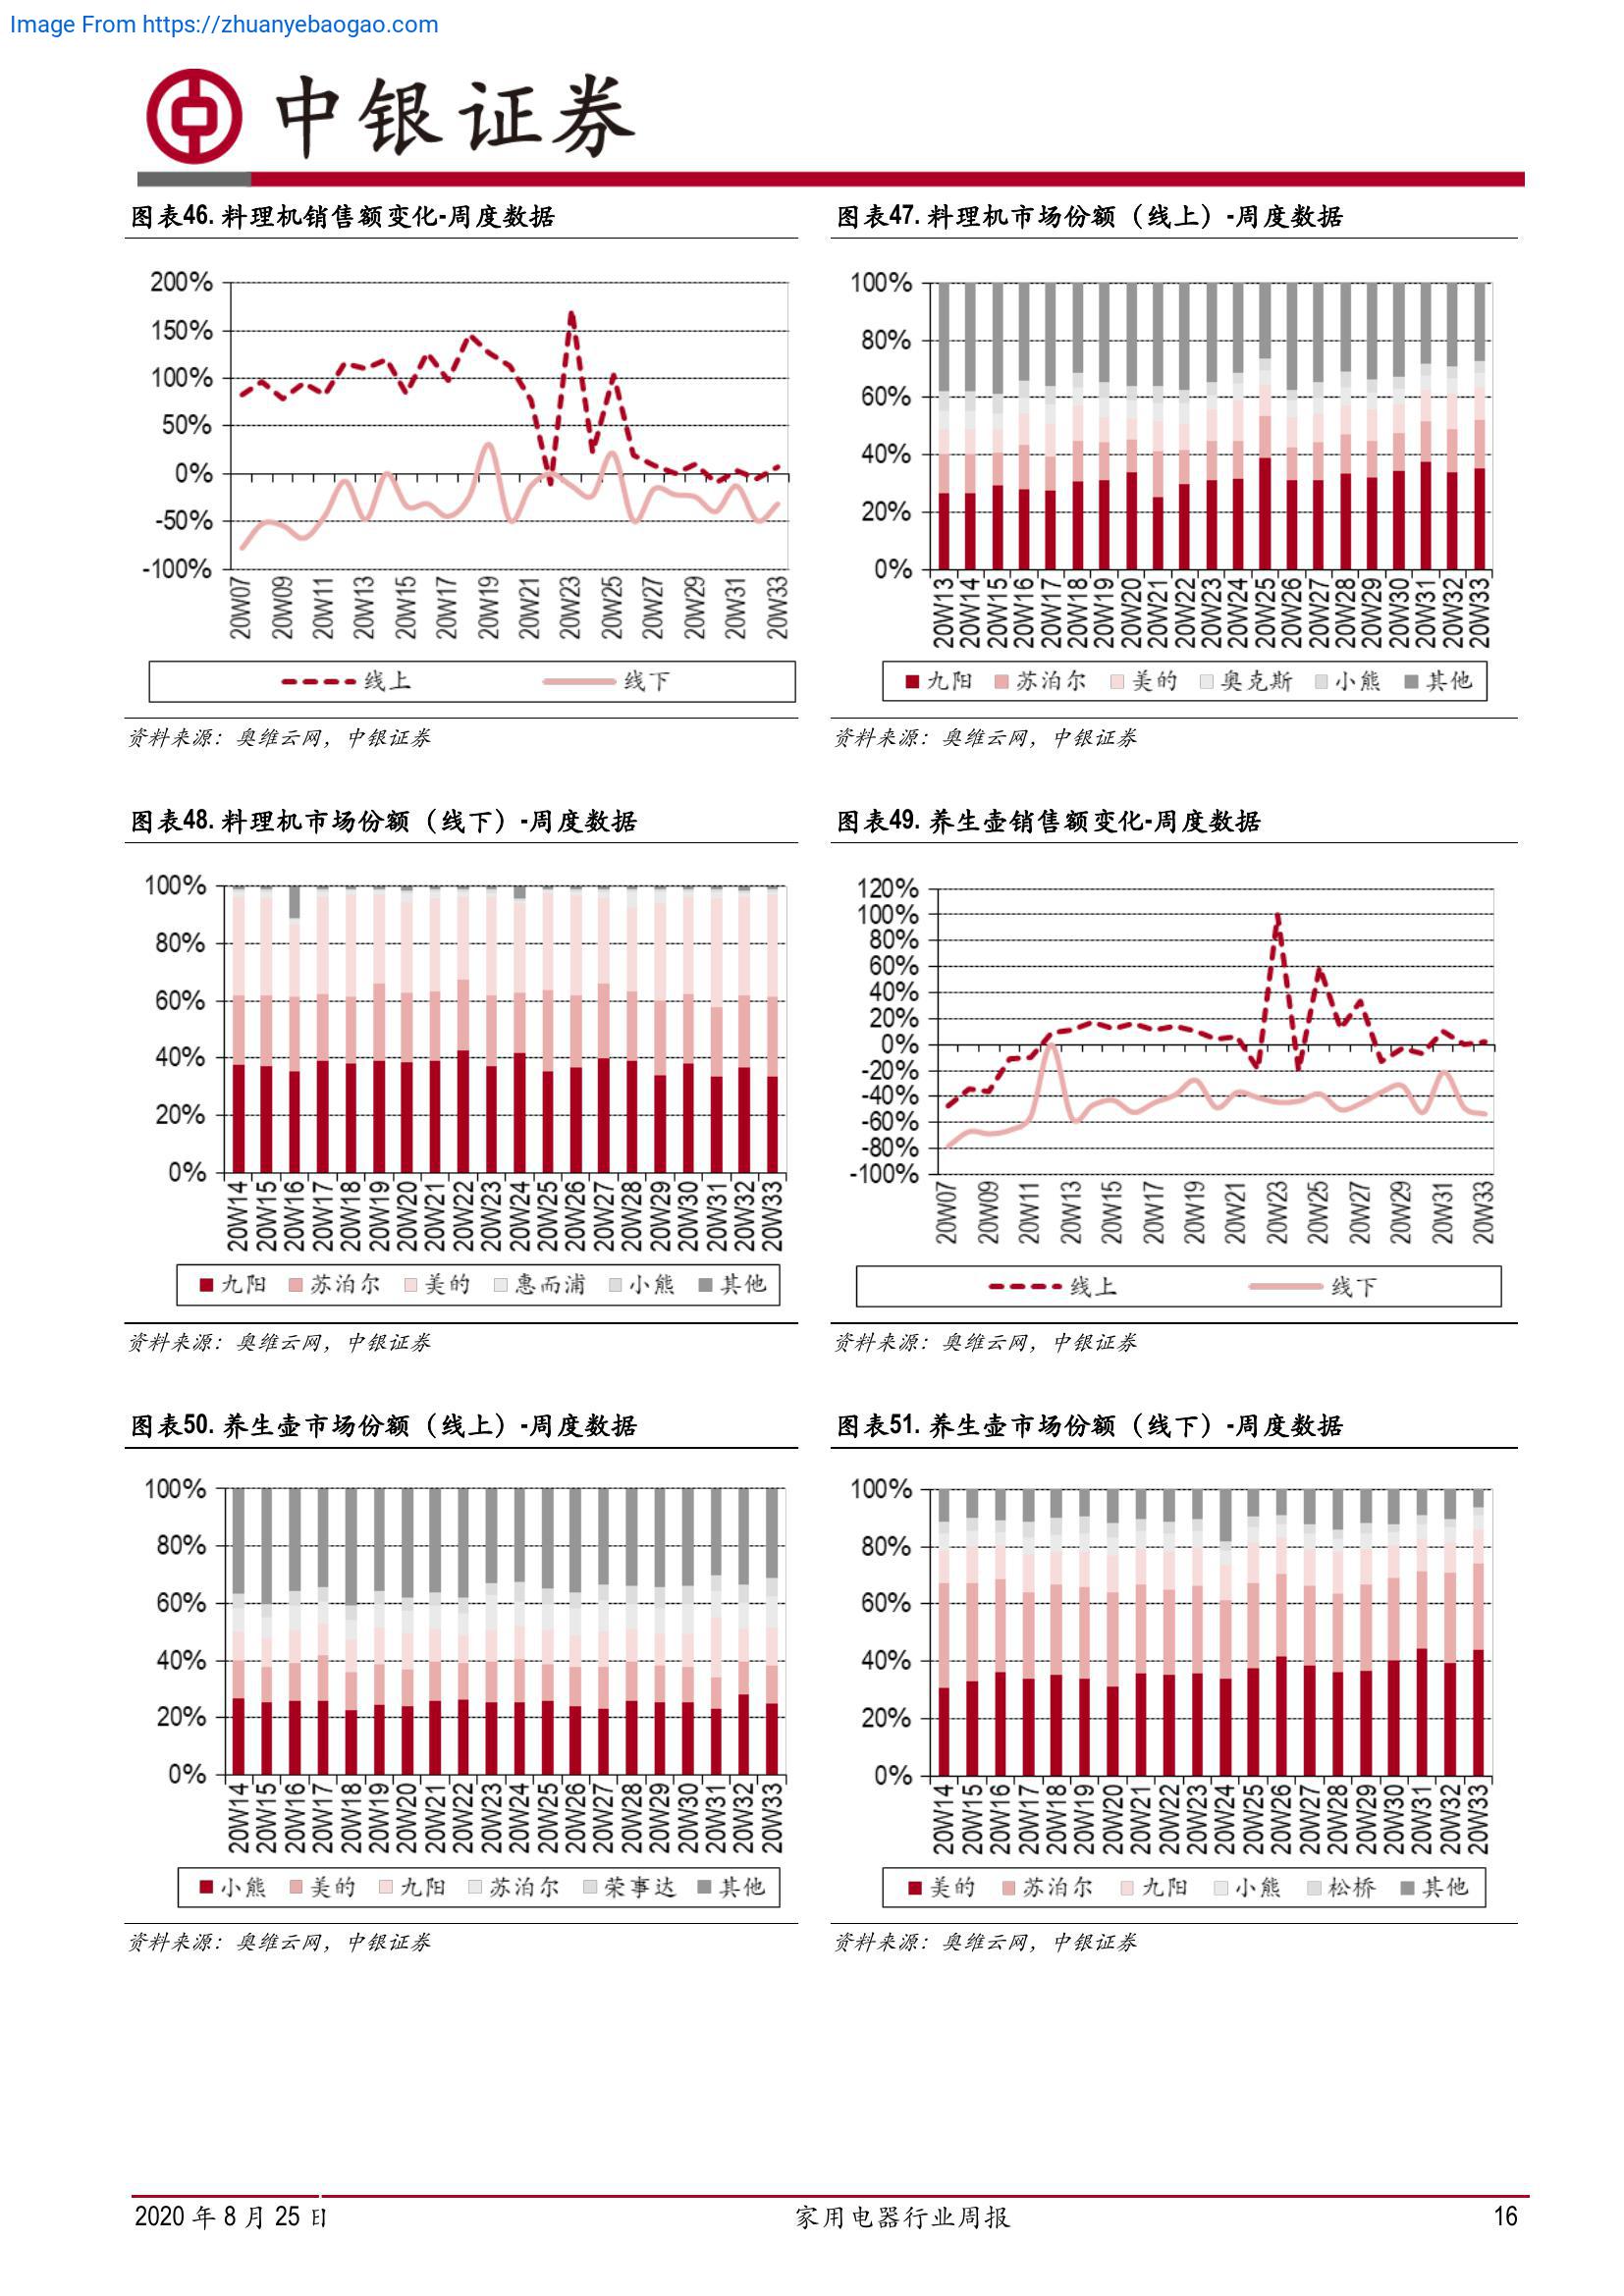 Image From https://zhuanyebaogao.com
中银证券
图表46. 料理机销售额变化-周度数据
200%
150%
100%
50%
0%
-50%
-100%
20W07 20W09 20W11 20W13 20W15 20W17 20W19 20W21 20W23 20W25 20W27 20W29 20W31 20W33
线上 线下
资料来源：奥维云网，中银证券
图表47. 料理机市场份额（线上）-周度数据
100%
80%
60%
40%
20%
0%
20W13 20W14 20W15 20W16 20W17 20W18 20W19 20W20 20W21 20W22 20W23 20W24 20W25 20W26 20W27 20W28 20W29 20W30 20W31 20W32 20W33
九阳 苏泊尔 美的 奥克斯 小熊 其他
资料来源：奥维云网，中银证券
图表48. 料理机市场份额（线下）-周度数据
100%
80%
60%
40%
20%
0%
20W14 20W15 20W16 20W17 20W18 20W19 20W20 20W21 20W22 20W23 20W24 20W25 20W26 20W27 20W28 20W29 20W30 20W31 20W32 20W33
九阳 苏泊尔 美的 惠而浦 小熊 其他
资料来源：奥维云网，中银证券
图表49. 养生壶销售额变化-周度数据
120%
100%
80%
60%
40%
20%
0%
-20%
-40%
-60%
-80%
-100%
20W07 20W09 20W11 20W13 20W15 20W17 20W19 20W21 20W23 20W25 20W27 20W29 20W31 20W33
线上 线下
资料来源：奥维云网，中银证券
图表50. 养生壶市场份额（线上）-周度数据
100%
80%
60%
40%
20%
0%
20W14 20W15 20W16 20W17 20W18 20W19 20W20 20W21 20W22 20W23 20W24 20W25 20W26 20W27 20W28 20W29 20W30 20W31 20W32 20W33
小熊 美的 九阳 苏泊尔 荣事达 其他
资料来源：奥维云网，中银证券
图表51. 养生壶市场份额（线下）-周度数据
100%
80%
60%
40%
20%
0%
20W14 20W15 20W16 20W17 20W18 20W19 20W20 20W21 20W22 20W23 20W24 20W25 20W26 20W27 20W28 20W29 20W30 20W31 20W32 20W33
美的 苏泊尔 九阳 小熊 松桥 其他
资料来源：奥维云网，中银证券
2020 年 8 月 25 日 家用电器行业周报 16